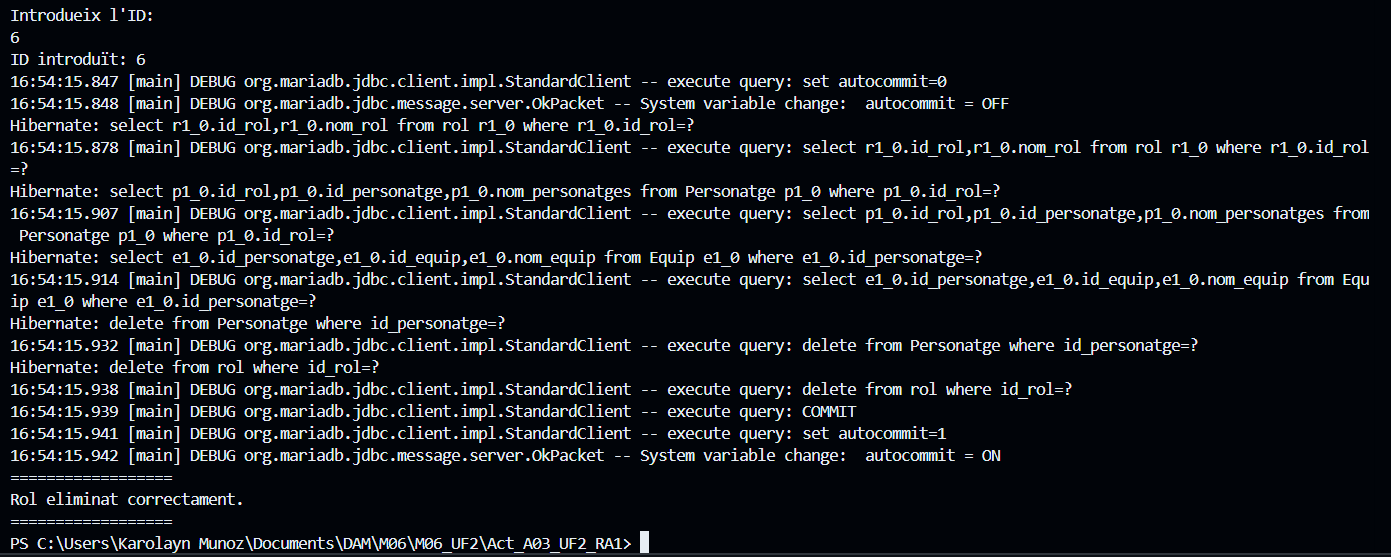 Introdueix l'ID:
6
ID introduït: 6
16:54:15.847 [main] DEBUG org.mariadb.jdbc.client.impl.StandardClient -- execute query: set autocommit=0
16:54:15.848 [main] DEBUG org.mariadb.jdbc.message.server.OkPacket -- System variable change:  autocommit = OFF
Hibernate: select r1_0.id_rol,r1_0.nom_rol from rol r1_0 where r1_0.id_rol=?
16:54:15.878 [main] DEBUG org.mariadb.jdbc.client.impl.StandardClient -- execute query: select r1_0.id_rol,r1_0.nom_rol from rol r1_0 where r1_0.id_rol
=?
Hibernate: select p1_0.id_rol,p1_0.id_personatge,p1_0.nom_personatges from Personatge p1_0 where p1_0.id_rol=?
16:54:15.907 [main] DEBUG org.mariadb.jdbc.client.impl.StandardClient -- execute query: select p1_0.id_rol,p1_0.id_personatge,p1_0.nom_personatges from
 Personatge p1_0 where p1_0.id_rol=?
Hibernate: select e1_0.id_personatge,e1_0.id_equip,e1_0.nom_equip from Equip e1_0 where e1_0.id_personatge=?
16:54:15.914 [main] DEBUG org.mariadb.jdbc.client.impl.StandardClient -- execute query: select e1_0.id_personatge,e1_0.id_equip,e1_0.nom_equip from Equ
ip e1_0 where e1_0.id_personatge=?
Hibernate: delete from Personatge where id_personatge=?
16:54:15.932 [main] DEBUG org.mariadb.jdbc.client.impl.StandardClient -- execute query: delete from Personatge where id_personatge=?
Hibernate: delete from rol where id_rol=?
16:54:15.938 [main] DEBUG org.mariadb.jdbc.client.impl.StandardClient -- execute query: delete from rol where id_rol=?
16:54:15.939 [main] DEBUG org.mariadb.jdbc.client.impl.StandardClient -- execute query: COMMIT
16:54:15.941 [main] DEBUG org.mariadb.jdbc.client.impl.StandardClient -- execute query: set autocommit=1
16:54:15.942 [main] DEBUG org.mariadb.jdbc.message.server.OkPacket -- System variable change:  autocommit = ON
==================
Rol eliminat correctament.
==================
PS C:\Users\Karolayn Munoz\Documents\DAM\M06\M06_UF2\Act_A03_UF2_RA1>